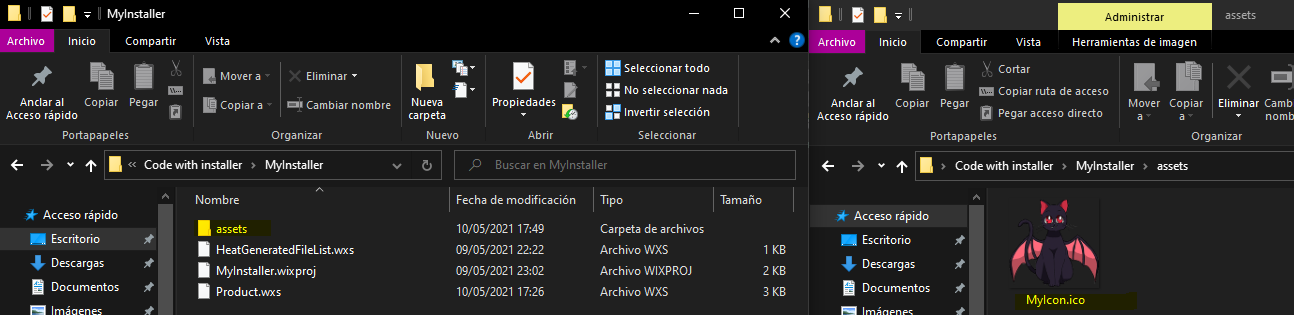 MyInstaller
Archivo Inicio Compartir Vista
Anclar al
Acceso rápido
Copiar
Pegar
Portapapeles
Mover a
Copiar a
Eliminar
Cambiar nombre
Organizar
Nueva
carpeta
Nuevo
Propiedades
Abrir
Seleccionar todo
No seleccionar nada
Invertir selección
Seleccionar
Code with installer MyInstaller
Buscar en MyInstaller
Acceso rápido
Escritorio
Descargas
Documentos
Imágenes
Nombre Fecha de modificación Tipo Tamaño
assets 10/05/2021 17:49 Carpeta de archivos
HeatGeneratedFileList.wxs 09/05/2021 22:22 Archivo WXS 1 KB
MyInstaller.wixproj 09/05/2021 23:02 Archivo WIXPROJ 2 KB
Product.wxs 10/05/2021 17:26 Archivo WXS 3 KB
Administrar assets
Archivo Inicio Compartir Vista Herramientas de imagen
Anclar al
Acceso rápido
Copiar
Pegar
Cortar
Copiar ruta de acceso
Pegar acceso directo
Portapapeles
Mover
a
Copiar
a
Eliminar
Camb
nomb
Organizar
Code with installer MyInstaller assets
Acceso rápido
Escritorio
Descargas
Documentos
Imágenes
MyIcon.ico